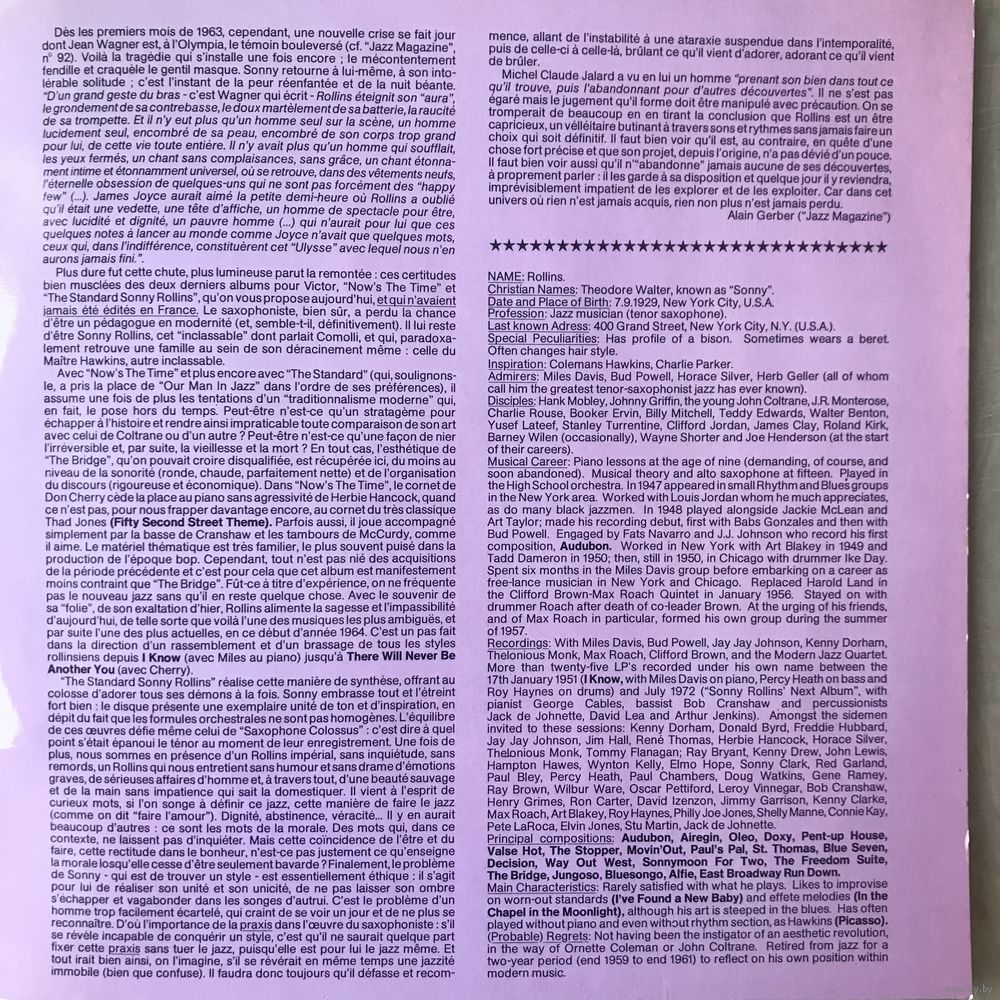 Dès les premiers mois de 1963, cependant, une nouvelle crise se fait jour
dont Jean Wagner est, à l'Olympia, le témoin bouleversé (cf. "Jazz Magazine",
n° 92). Voilà la tragédie qui s'installe une fois encore ; le mécontentement
fendille et craquèle le gentil masque. Sonny retourne à lui-même, à son into-
lérable solitude ; c'est l'instant de la peur réenfantée et de la nuit béante.
"D'un grand geste du bras - c'est Wagner qui écrit - Rollins éteignit son "aura",
le grondement de sa contrebasse, le doux martèlement de sa batterie, la raucité
de sa trompette. Et il n'y eut plus qu'un homme seul sur la scène, un homme
lucidement seul, encombré de sa peau, encombré de son corps trop grand
pour lui, de cette vie toute entière. Il n'y avait plus qu'un homme qui soufflait,
les yeux fermés, un chant sans complaisances, sans grâce, un chant étonna-
ment intime et étonnamment universel, où se retrouve, dans des vêtements neufs,
l'éternelle obsession de quelques-uns qui ne sont pas forcément des "happy
few" (...). James Joyce aurait aimé la petite demi-heure où Rollins a oublié
qu'il était une vedette, une tête d'affiche, un homme de spectacle pour être,
avec lucidité et dignité, un pauvre homme (...) qui n'aurait pour lui que ces
quelques notes à lancer au monde comme Joyce n'avait que quelques mots,
ceux qui, dans l'indifférence, constituèrent cet "Ulysse" avec lequel nous n'en
aurons jamais fini.".
Plus dure fut cette chute, plus lumineuse parut la remontée : ces certitudes
bien musclées des deux derniers albums pour Victor, "Now's The Time" et
"The Standard Sonny Rollins", qu'on vous propose aujourd'hui, et qui n'avaient
jamais été édités en France. Le saxophoniste, bien sûr, a perdu la chance
d'être un pédagogue en modernité (et, semble-t-il, définitivement). Il lui reste
d'être Sonny Rollins, cet "inclassable" dont parlait Comolli, et qui, paradoxa-
lement retrouve une famille au sein de son déracinement même : celle du
Maître Hawkins, autre inclassable.
Avec "Now's The Time" et plus encore avec "The Standard" (qui, soulignons-
le, a pris la place de "Our Man In Jazz" dans l'ordre de ses préférences), il
assume une fois de plus les tentations d'un "traditionnalisme moderne" qui,
en fait, le pose hors du temps. Peut-être n'est-ce qu'un stratagème pour
échapper à l'histoire et rendre ainsi impraticable toute comparaison de son art
avec celui de Coltrane ou d'un autre ? Peut-être n'est-ce qu'une façon de nier
l'irréversible et, par suite, la vieillesse et la mort ? En tout cas, l'esthétique de
"The Bridge", qu'on pouvait croire disqualifiée, est récupérée ici, du moins au
niveau de la sonorité (ronde, chaude, parfaitement nette) et de l'organisation
du discours (rigoureuse et économique). Dans "Now's The Time", le cornet de
Don Cherry cède la place au piano sans agressivité de Herbie Hancock, quand
ce n'est pas, pour nous frapper davantage encore, au cornet du très classique
Thad Jones (Fifty Second Street Theme). Parfois aussi, il joue accompagné
simplement par la basse de Cranshaw et les tambours de McCurdy, comme
il aime. Le matériel thématique est très familier, le plus souvent puisé dans la
production de l'époque bop. Cependant, tout n'est pas nié des acquisitions
de la période précédente et c'est pour cela que cet album est manifestement
moins contraint que "The Bridge". Fût-ce à titre d'expérience, on ne fréquente
pas le nouveau jazz sans qu'il en reste quelque chose. Avec le souvenir de
sa "folie", de son exaltation d'hier, Rollins alimente la sagesse et l'impassibilité
d'aujourd'hui, de telle sorte que voilà l'une des musiques les plus ambiguës, et
par suite l'une des plus actuelles, en ce début d'année 1964. C'est un pas fait
dans la direction d'un rassemblement et d'un brassage de tous les styles
rollinsiens depuis I Know (avec Miles au piano) jusqu'à There Will Never Be
Another You (avec Cherry).
"The Standard Sonny Rollins" réalise cette manière de synthèse, offrant au
colosse d'adorer tous ses démons à la fois. Sonny embrasse tout et l'étreint
fort bien : le disque présente une exemplaire unité de ton et d'inspiration, en
dépit du fait que les formules orchestrales ne sont pas homogènes. L'équilibre
de ces œuvres défie même celui de "Saxophone Colossus" : c'est dire à quel
point s'était épanoui le ténor au moment de leur enregistrement. Une fois de
plus, nous sommes en présence d'un Rollins impérial, sans inquiétude, sans
remords, un Rollins qui nous entretient sans humour et sans drame d'émotions
graves, de sérieuses affaires d'homme et, à travers tout, d'une beauté sauvage
et de la main sans impatience qui sait la domestiquer. Il vient à l'esprit de
curieux mots, si l'on songe à définir ce jazz, cette manière de faire le jazz
(comme on dit "faire l'amour"). Dignité, abstinence, véracité... Il y en aurait
beaucoup d'autres : ce sont les mots de la morale. Des mots qui, dans ce
contexte, ne laissent pas d'inquiéter. Mais cette coïncidence de l'être et du
faire, cette rectitude dans le bonheur, n'est-ce pas justement ce qu'enseigne
la morale losqu'elle cesse d'être seulement bavarde ? Finalement, le problème
de Sonny - qui est de trouver un style - est essentiellement éthique : il s'agit
pour lui de réaliser son unité et son unicité, de ne pas laisser son ombre
s'échapper et vagabonder dans les songes d'autrui. C'est le problème d'un
homme trop facilement écartelé, qui craint de se voir un jour et de ne plus se
reconnaître. D'où l'importance de la praxis dans l'œuvre du saxophoniste : s'il
se révèle incapable de conquérir un style, c'est qu'il ne saurait quelque part
fixer cette praxis sans tuer le jazz, puisqu'elle est pour lui le jazz même. Et
tout irait bien ainsi, on l'imagine, s'il se révérait en même temps une jazzité
immobile (bien que confuse). Il faudra donc toujours qu'il défasse et recom-
mence, allant de l'instabilité à une ataraxie suspendue dans l'intemporalité,
puis de celle-ci à celle-là, brûlant ce qu'il vient d'adorer, adorant ce qu'il vient
de brûler.
Michel Claude Jalard a vu en lui un homme "prenant son bien dans tout ce
qu'il trouve, puis l'abandonnant pour d'autres découvertes". Il ne s'est pas
égaré mais le jugement qu'il forme doit être manipulé avec précaution. On se
tromperait de beaucoup en en tirant la conclusion que Rollins est un être
capricieux, un vélléitaire butinant à travers sons et rythmes sans jamais faire un
choix qui soit définitif. Il faut bien voir qu'il est, au contraire, en quête d'une
chose fort précise et que son projet, depuis l'origine, n'a pas dévié d'un pouce.
Il faut bien voir aussi qu'il n'"abandonne" jamais aucune de ses découvertes,
à proprement parler : il les garde à sa disposition et quelque jour il y reviendra,
imprévisiblement impatient de les explorer et de les exploiter. Car dans cet
univers où rien n'est jamais acquis, rien non plus n'est jamais perdu.
Alain Gerber ("Jazz Magazine")
★★★★★★★★★★★★★★★★★★★★★★★★★★★★★★
NAME: Rollins.
Christian Names: Theodore Walter, known as "Sonny".
Date and Place of Birth: 7.9.1929, New York City, U.S.A.
Profession: Jazz musician (tenor saxophone).
Last known Adress: 400 Grand Street, New York City, N.Y. (U.S.A.).
Special Peculiarities: Has profile of a bison. Sometimes wears a beret.
Often changes hair style.
Inspiration: Colemans Hawkins, Charlie Parker.
Admirers: Miles Davis, Bud Powell, Horace Silver, Herb Geller (all of whom
call him the greatest tenor-saxophonist jazz has ever known).
Disciples: Hank Mobley, Johnny Griffin, the young John Coltrane, J.R. Monterose,
Charlie Rouse, Booker Ervin, Billy Mitchell, Teddy Edwards, Walter Benton,
Yusef Lateef, Stanley Turrentine, Clifford Jordan, James Clay, Roland Kirk,
Barney Wilen (occasionally), Wayne Shorter and Joe Henderson (at the start
of their careers).
Musical Career: Piano lessons at the age of nine (demanding, of course, and
soon abandoned). Musical theory and alto saxophone at fifteen. Played in
the High School orchestra. In 1947 appeared in small Rhythm and Blues groups
in the New York area. Worked with Louis Jordan whom he much appreciates,
as do many black jazzmen. In 1948 played alongside Jackie McLean and
Art Taylor; made his recording debut, first with Babs Gonzales and then with
Bud Powell. Engaged by Fats Navarro and J.J. Johnson who record his first
composition, Audubon. Worked in New York with Art Blakey in 1949 and
Tadd Dameron in 1950; then, still in 1950, in Chicago with drummer Ike Day.
Spent six months in the Miles Davis group before embarking on a career as
free-lance musician in New York and Chicago. Replaced Harold Land in
the Clifford Brown-Max Roach Quintet in January 1956. Stayed on with
drummer Roach after death of co-leader Brown. At the urging of his friends,
and of Max Roach in particular, formed his own group during the summer
of 1957.
Recordings: With Miles Davis, Bud Powell, Jay Jay Johnson, Kenny Dorham,
Thelonious Monk, Max Roach, Clifford Brown, and the Modern Jazz Quartet.
More than twenty-five LP's recorded under his own name between the
17th January 1951 (I Know, with Miles Davis on piano, Percy Heath on bass and
Roy Haynes on drums) and July 1972 ("Sonny Rollins' Next Album", with
pianist George Cables, bassist Bob Cranshaw and percussionists
Jack de Johnette, David Lea and Arthur Jenkins). Amongst the sidemen
invited to these sessions: Kenny Dorham, Donald Byrd, Freddie Hubbard,
Jay Jay Johnson, Jim Hall, René Thomas, Herbie Hancock, Horace Silver,
Thelonious Monk, Tommy Flanagan; Ray Bryant, Kenny Drew, John Lewis,
Hampton Hawes, Wynton Kelly, Elmo Hope, Sonny Clark, Red Garland,
Paul Bley, Percy Heath, Paul Chambers, Doug Watkins, Gene Ramey,
Ray Brown, Wilbur Ware, Oscar Pettiford, Leroy Vinnegar, Bob Cranshaw,
Henry Grimes, Ron Carter, David Izenzon, Jimmy Garrison, Kenny Clarke,
Max Roach, Art Blakey, Roy Haynes, Philly Joe Jones, Shelly Manne, Connie Kay,
Pete LaRoca, Elvin Jones, Stu Martin, Jack de Johnette.
Principal compositions: Audubon, Airegin, Oleo, Doxy, Pent-up House,
Valse Hot, The Stopper, Movin'Out, Paul's Pal, St. Thomas, Blue Seven,
Decision, Way Out West, Sonnymoon For Two, The Freedom Suite,
The Bridge, Jungoso, Bluesongo, Alfie, East Broadway Run Down.
Main Characteristics: Rarely satisfied with what he plays. Likes to improvise
on worn-out standards (I've Found a New Baby) and effete melodies (In the
Chapel in the Moonlight), although his art is steeped in the blues. Has often
played without piano and even without rhythm section, as Hawkins (Picasso).
(Probable) Regrets: Not having been the instigator of an aesthetic revolution,
in the way of Ornette Coleman or John Coltrane. Retired from jazz for a
two-year period (end 1959 to end 1961) to reflect on his own position within
modern music.